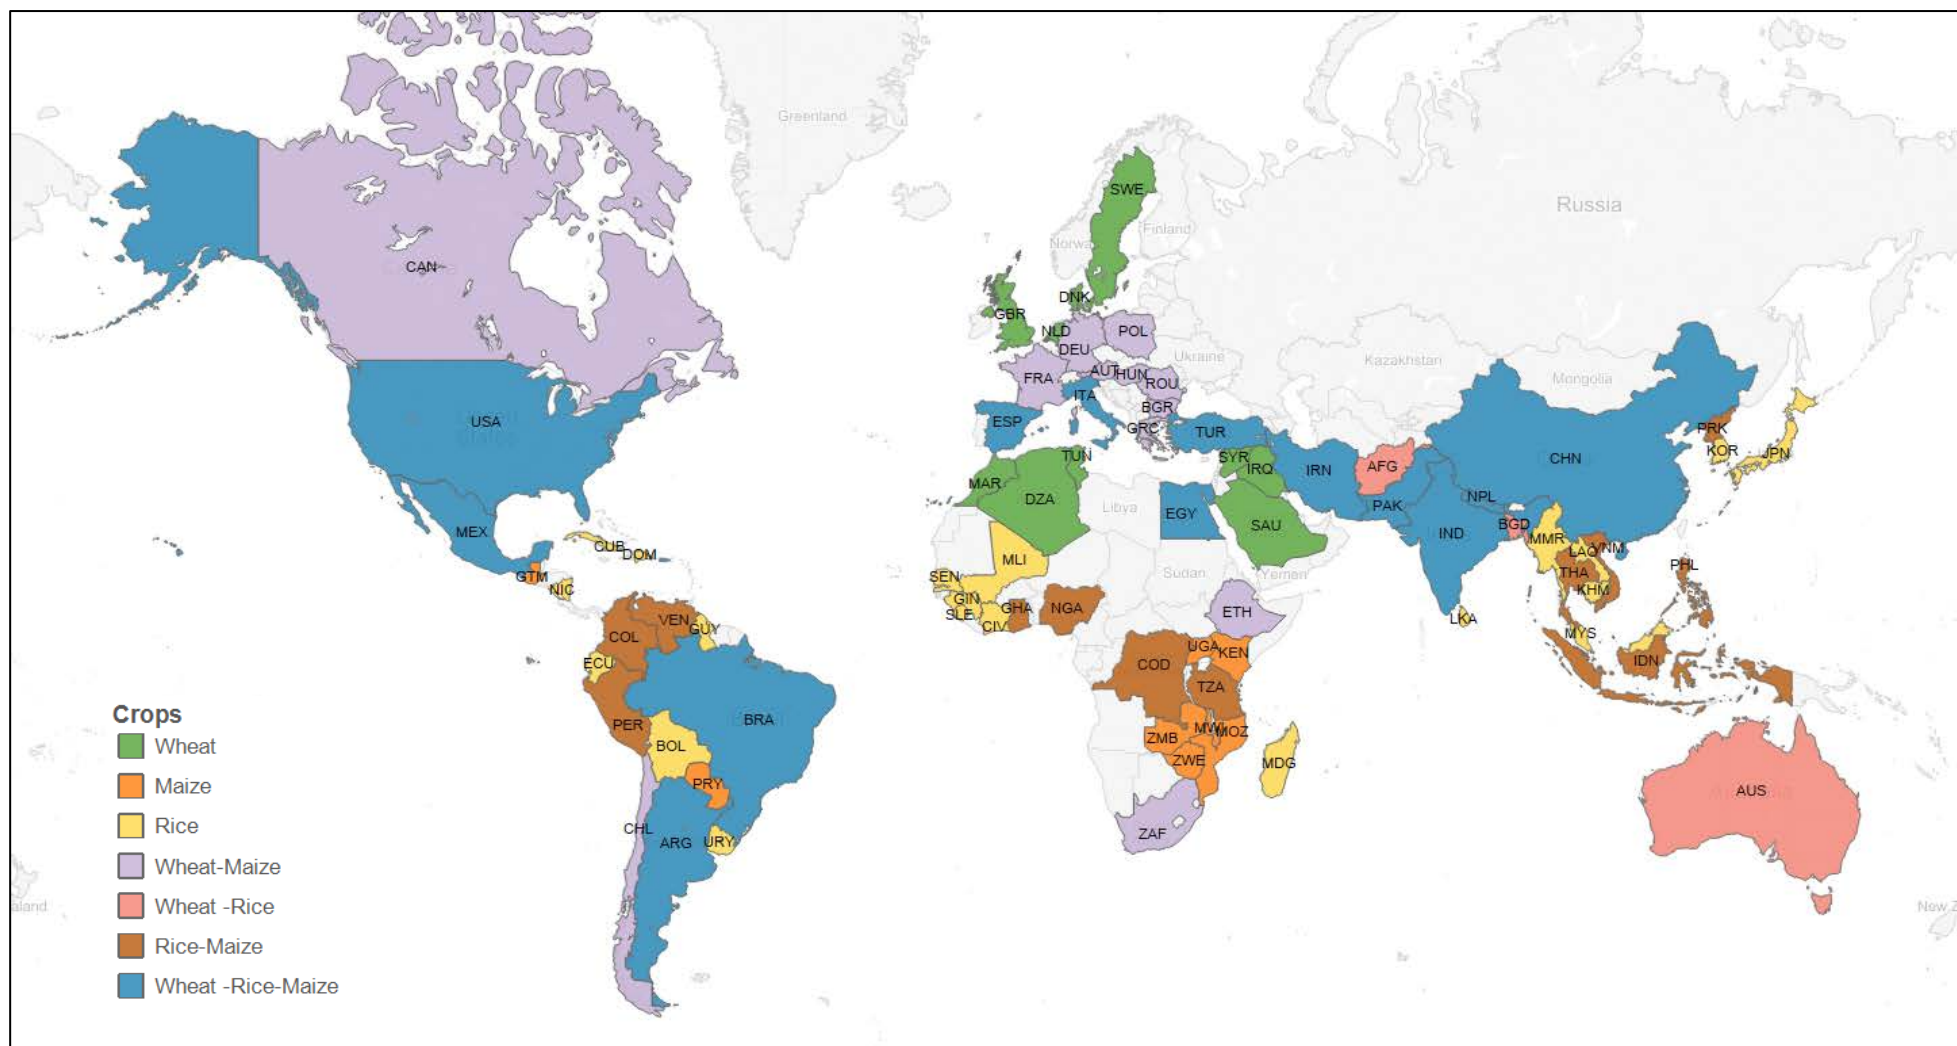 Greenland
SWE
Russia
Finland
Norwa
CAN
DNK
GBR
NLD
POL
DEU
Ukraine
Kazakhstan
Mongolia
FRA
AUT
HUN
ROU
ITA
BGR
USA
ESP
GRC
TUR
PRK
KOR
JPN
TUN
SYR
IRQ
IRN
AFG
CHN
MAR
DZA
Libya
EGY
SAU
PAK
NPL
IND
BGD
MEX
CUB
DOM
MLI
MMR
LAO
VNM
GTM
NIC
SEN
Sudan
Yemen
THA
PHL
GIN
SLE
CIV
GHA
NGA
ETH
LKA
KHM
VEN
GUY
COL
MYS
ECU
COD
UGA
KEN
IDN
TZA
PER
BRA
ZMB
MWI
MOZ
BOL
ZWE
MDG
PRY
AUS
CHL
ARG
URY
ZAF
Crops
Wheat
Maize
Rice
Wheat-Maize
Wheat -Rice
Rice-Maize
Wheat -Rice-Maize
aland
New Z